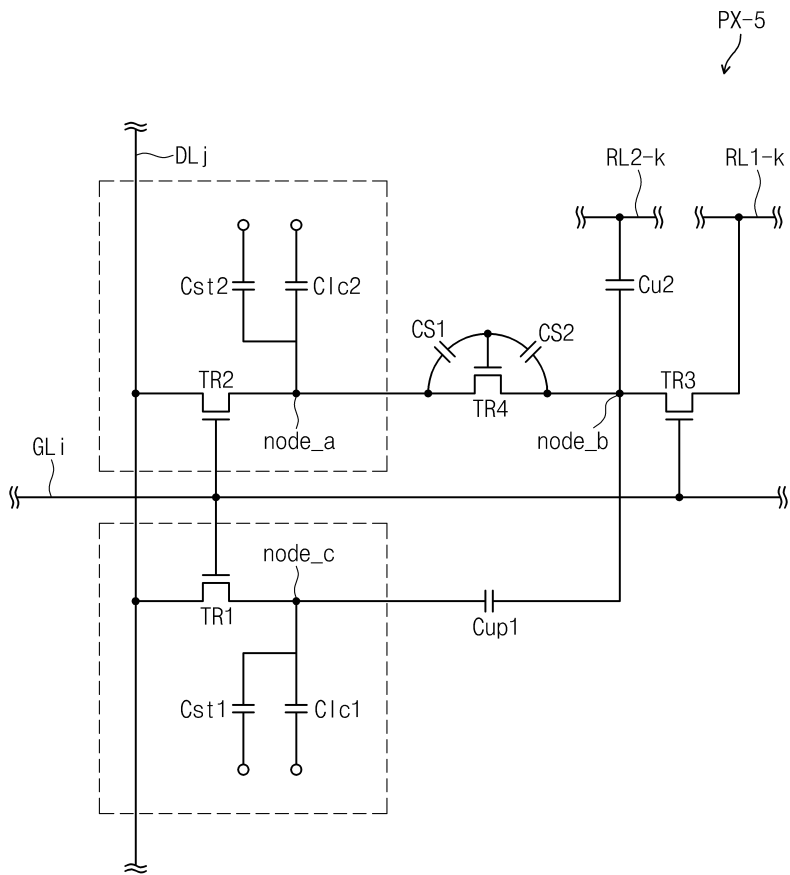 PX-5
DLj
RL2-k
RL1-k
Cst2
Clc2
Cu2
CS1
CS2
TR2
TR4
TR3
node_a
node_b
GLi
node_c
TR1
Cup1
Cst1
Clc1